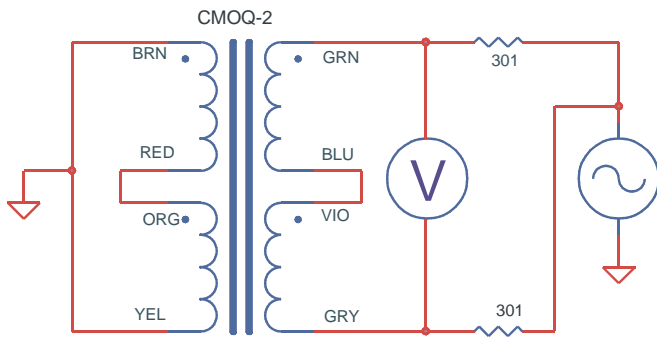 CMOQ-2
BRN
GRN
301
RED
BLU
ORG
VIO
V
YEL
GRY
301